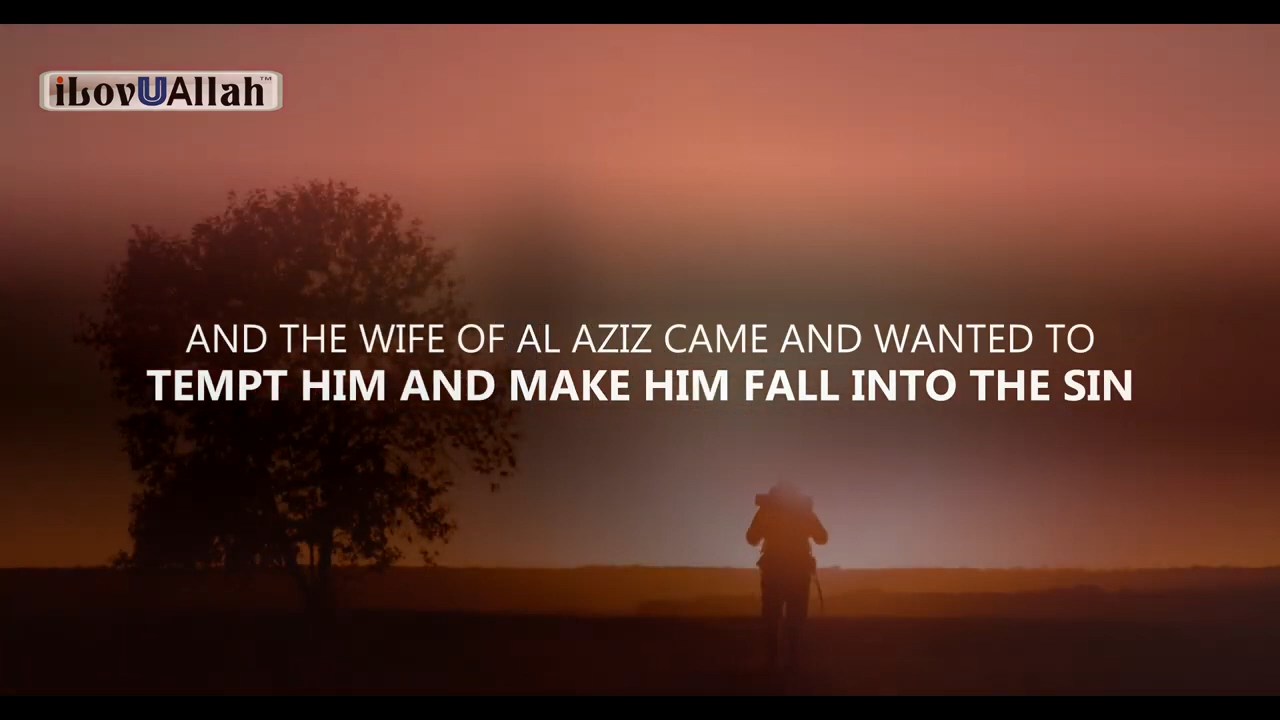 iLovUAllah™
AND THE WIFE OF AL AZIZ CAME AND WANTED TO
TEMPT HIM AND MAKE HIM FALL INTO THE SIN